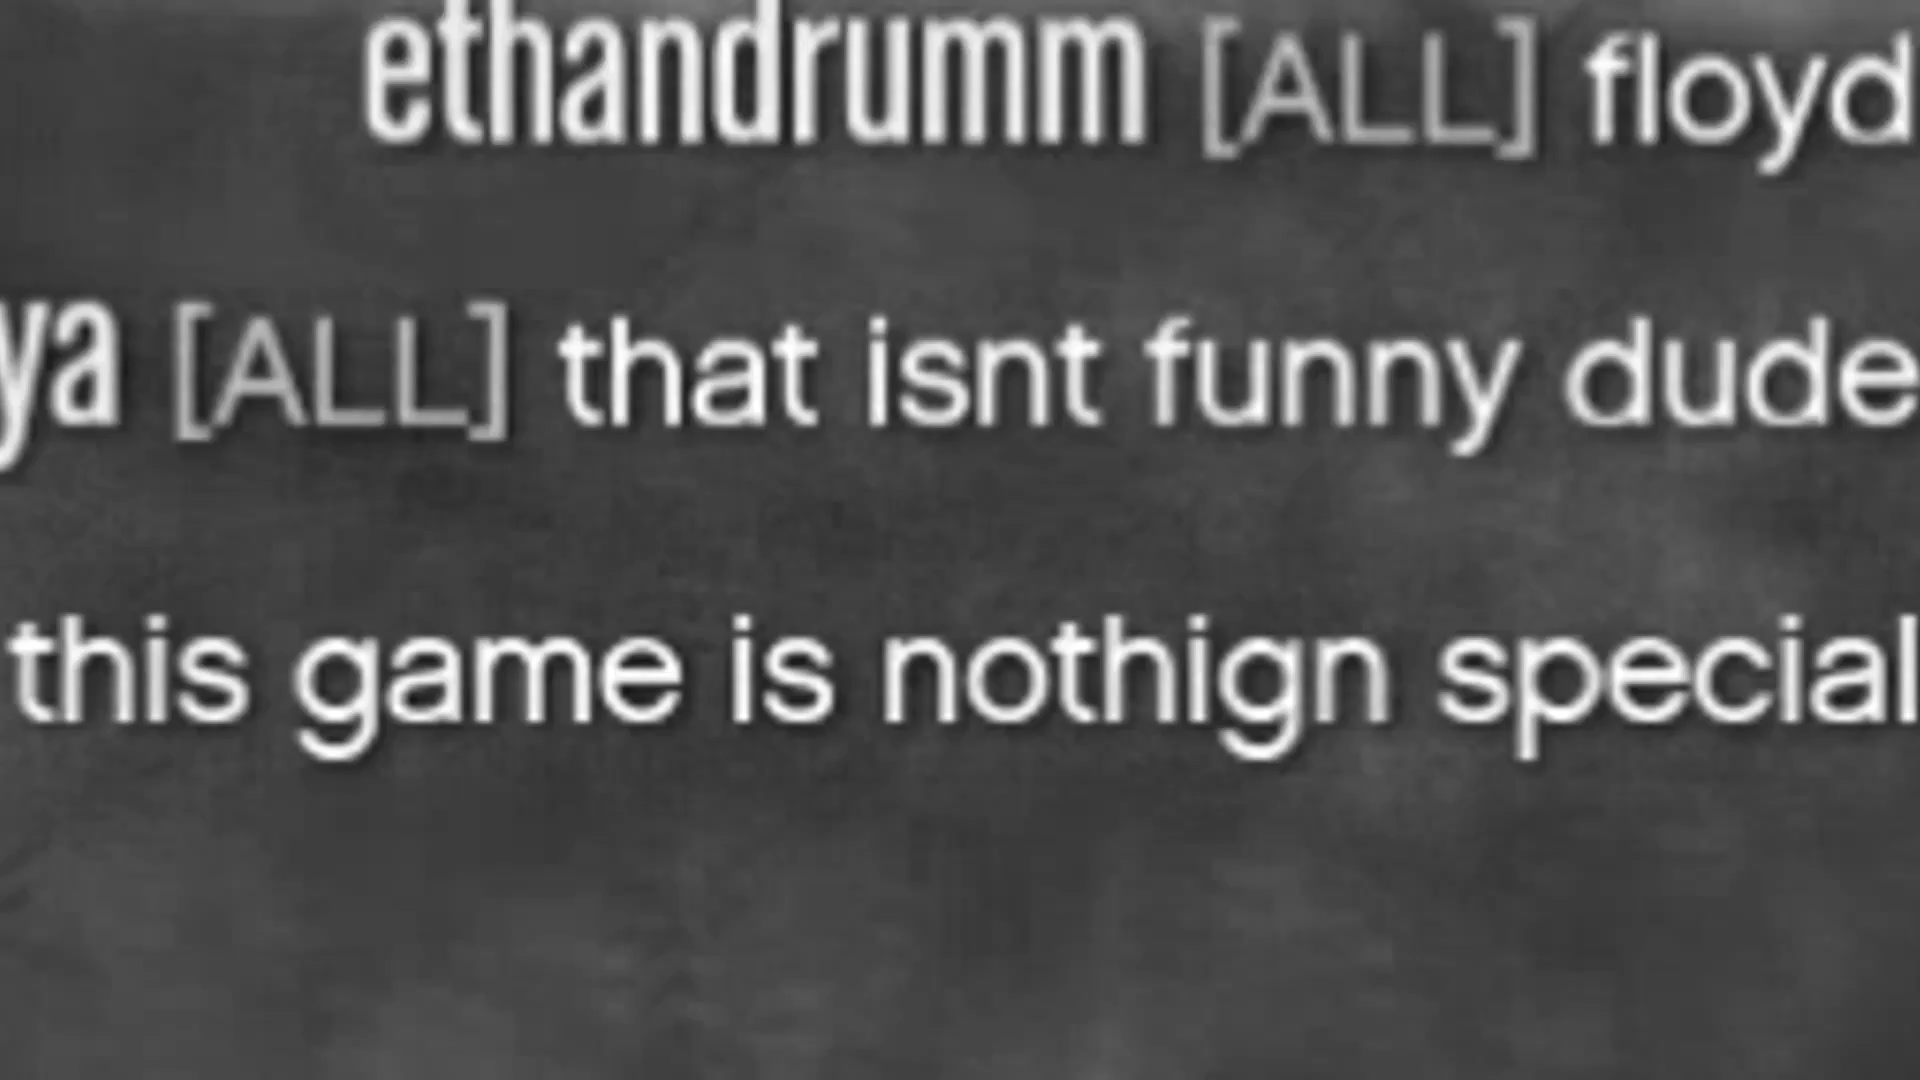 ethandrumm [ALL] floyd
ya [ALL] that isnt funny dude
this game is nothign special